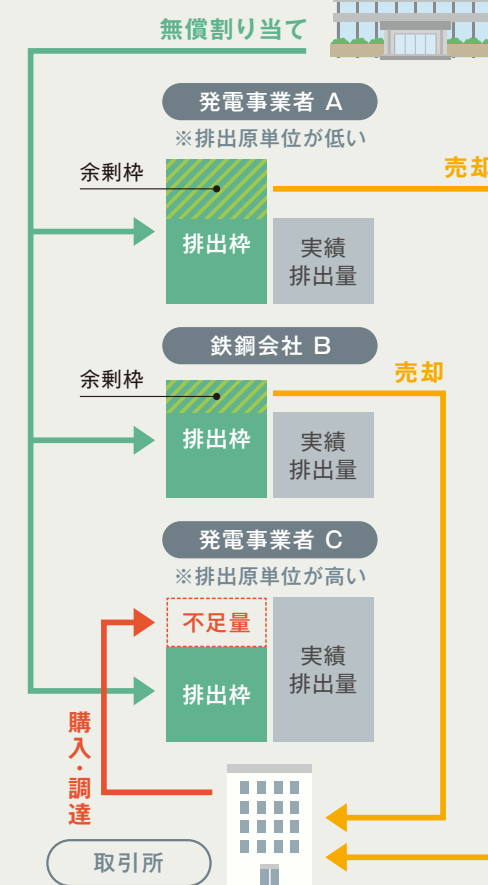 無償割り当て
発電事業者 A
※排出原単位が低い
売却
余剰枠
排出枠
実績
排出量
鉄鋼会社 B
売却
余剰枠
排出枠
実績
排出量
発電事業者 C
※排出原単位が高い
不足量
実績
排出量
排出枠
購入・調達
取引所